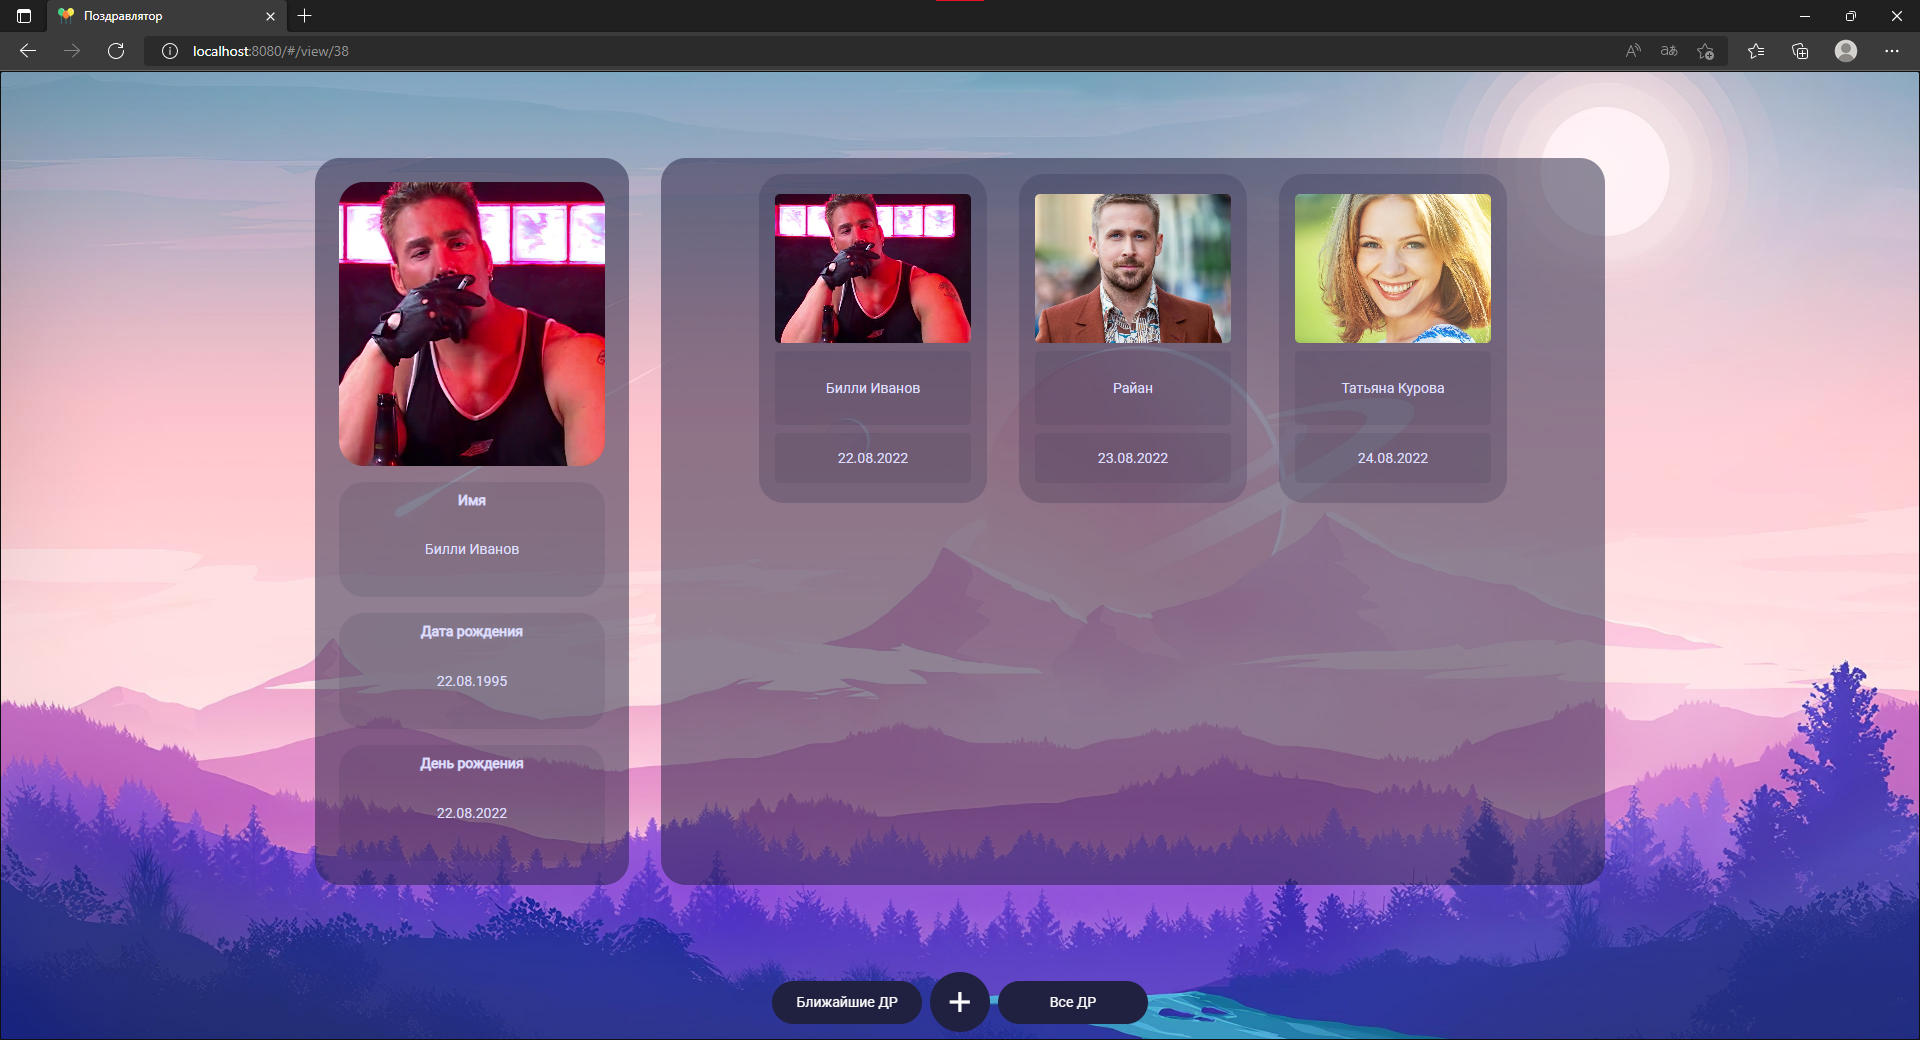 Поздравлятор
localhost:8080/#/view/38
Имя
Билли Иванов
Дата рождения
22.08.1995
День рождения
22.08.2022
Билли Иванов
22.08.2022
Райан
23.08.2022
Татьяна Курова
24.08.2022
Ближайшие ДР
+
Все ДР